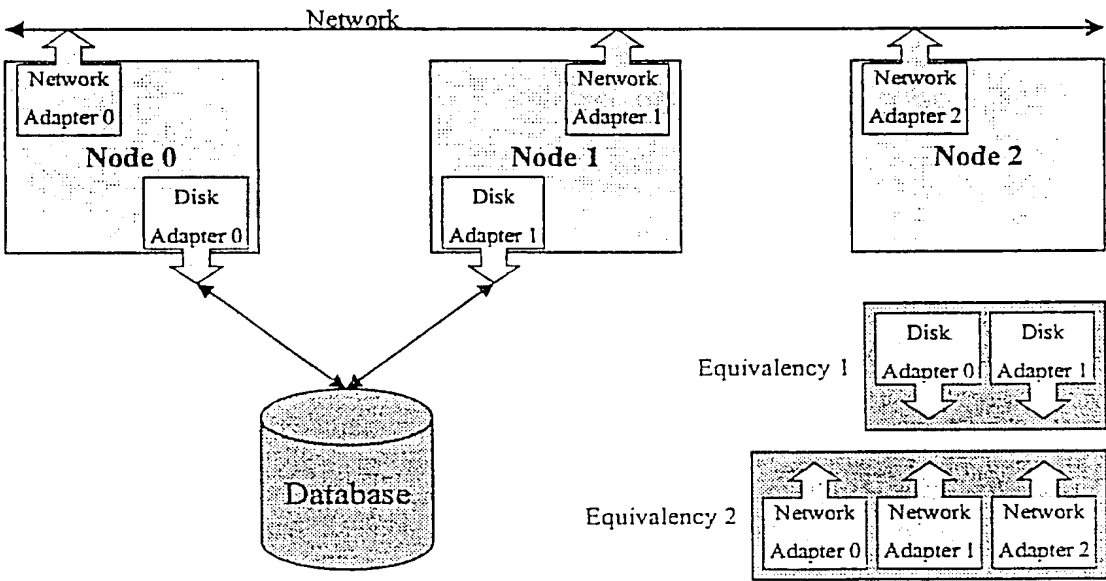 Network
Network
Adapter 0
Node 0
Disk
Adapter 0
Network
Adapter 1
Node 1
Disk
Adapter 1
Network
Adapter 2
Node 2
Database
Equivalency 1
Disk
Adapter 0
Disk
Adapter 1
Equivalency 2
Network
Adapter 0
Network
Adapter 1
Network
Adapter 2